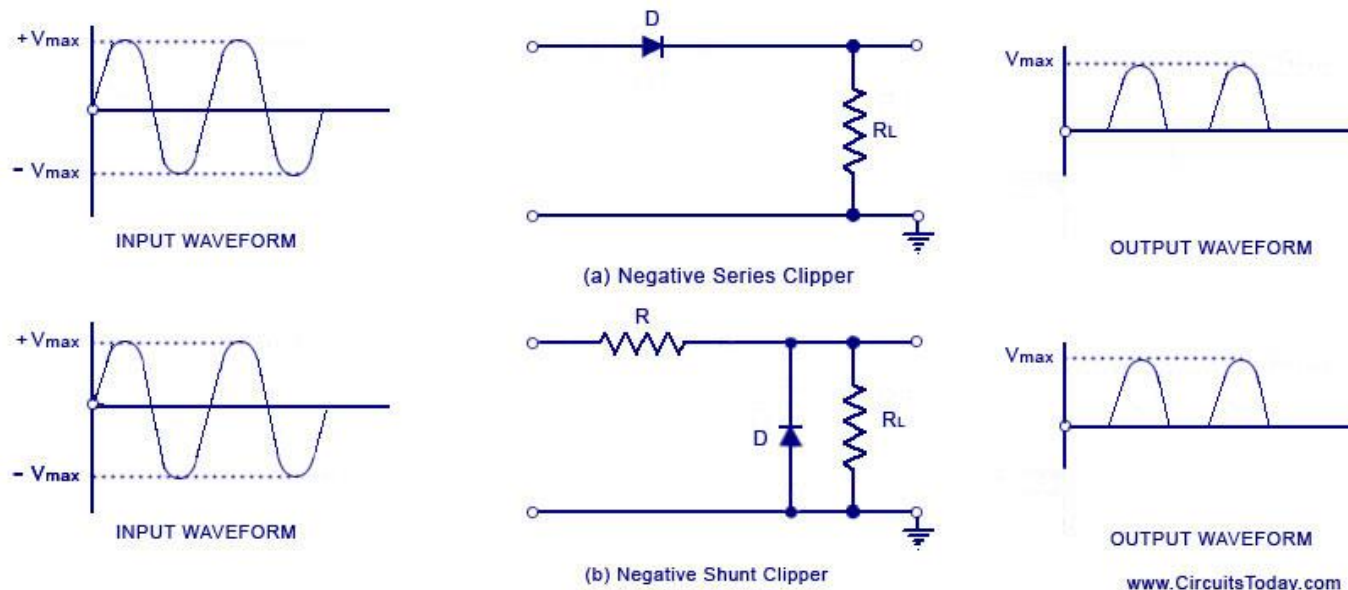 +Vmax
- Vmax
INPUT WAVEFORM
D
RL
(a) Negative Series Clipper
Vmax
OUTPUT WAVEFORM
+Vmax
- Vmax
INPUT WAVEFORM
R
D
RL
(b) Negative Shunt Clipper
Vmax
OUTPUT WAVEFORM
www.CircuitsToday.com